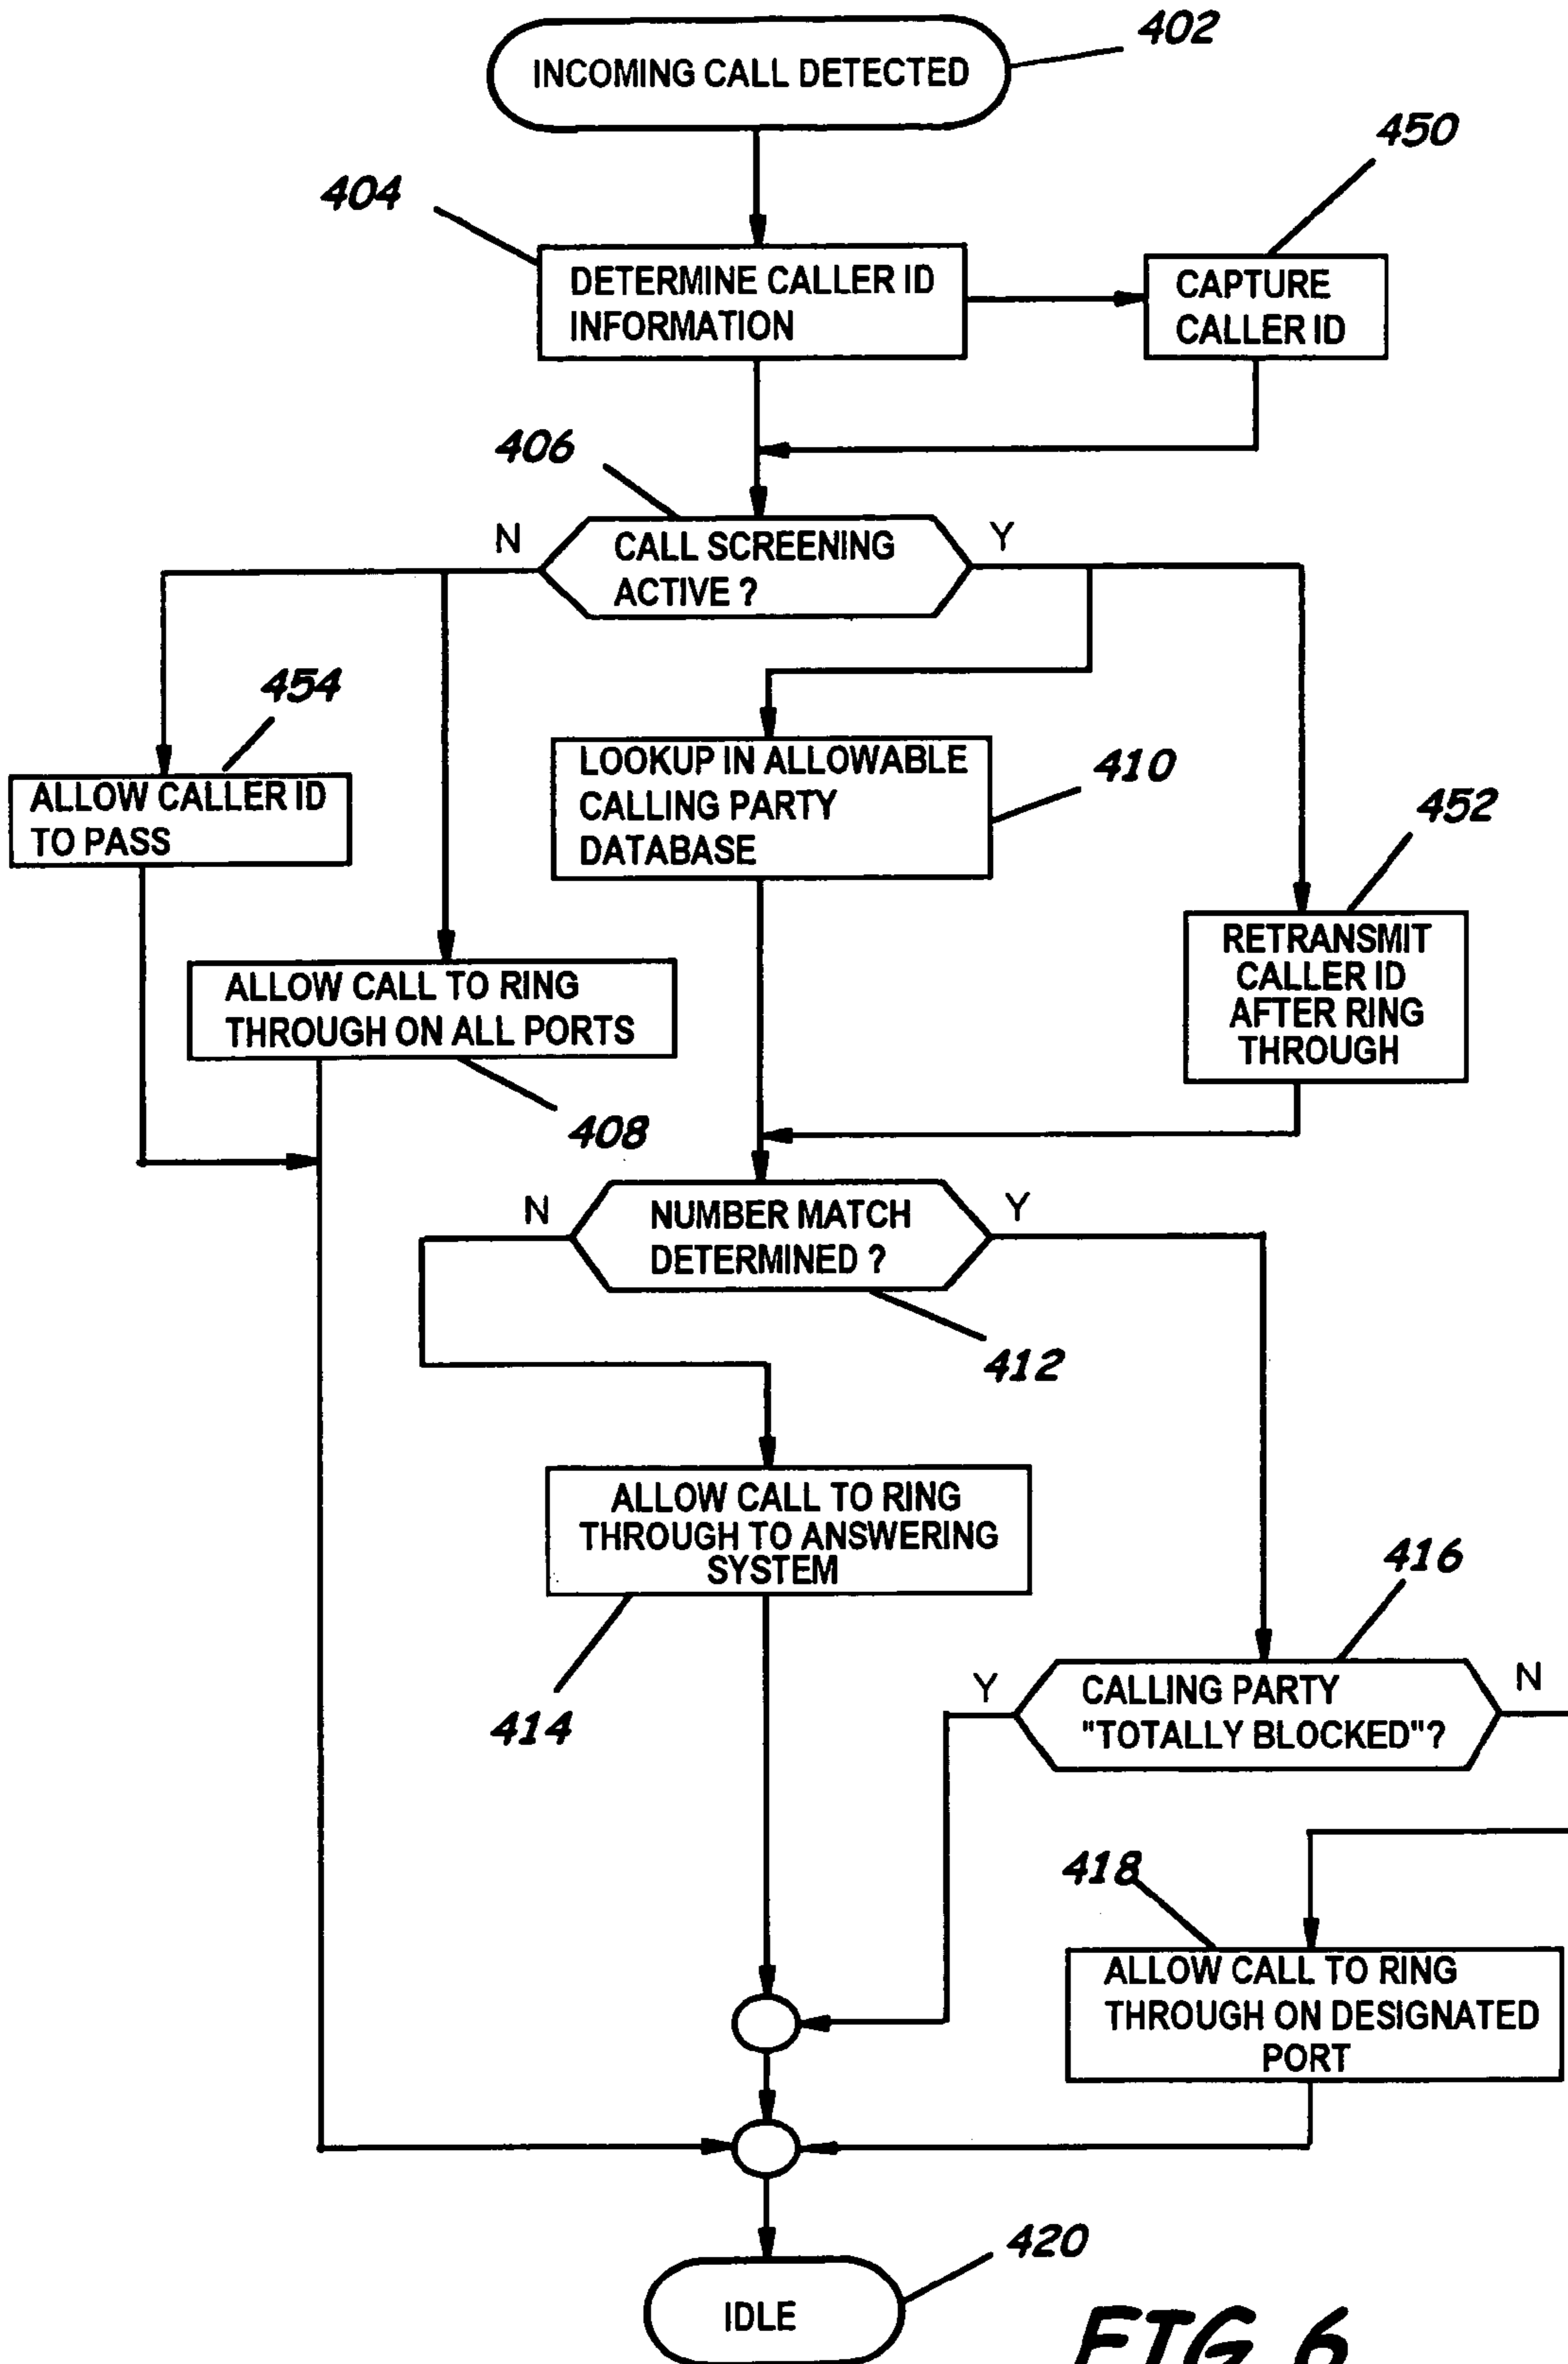 402
INCOMING CALL DETECTED
450
404
DETERMINE CALLER ID
INFORMATION
CAPTURE
CALLER ID
406
N
CALL SCREENING
ACTIVE ?
Y
454
LOOKUP IN ALLOWABLE
CALLING PARTY
DATABASE
410
ALLOW CALLER ID
TO PASS
452
RETRANSMIT
CALLER ID
AFTER RING
THROUGH
ALLOW CALL TO RING
THROUGH ON ALL PORTS
408
N
NUMBER MATCH
DETERMINED ?
Y
412
ALLOW CALL TO RING
THROUGH TO ANSWERING
SYSTEM
414
416
Y
CALLING PARTY
"TOTALLY BLOCKED"?
N
418
ALLOW CALL TO RING
THROUGH ON DESIGNATED
PORT
420
IDLE
FIG 6